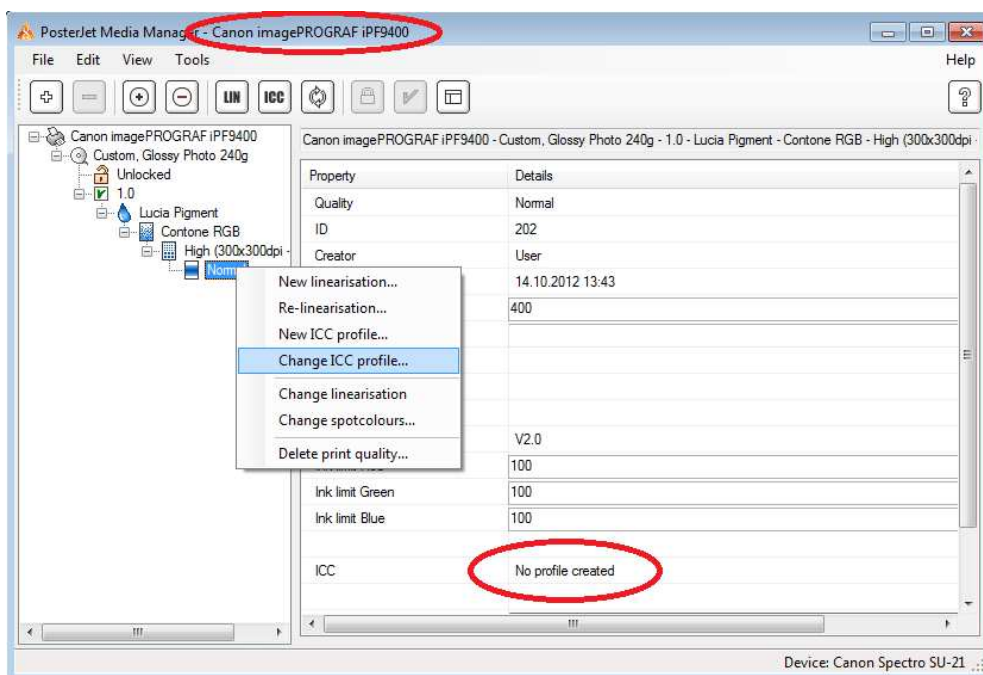 PosterJet Media Manager - Canon imagePROGRAF iPF9400
File Edit View Tools Help
LIN ICC
Canon imagePROGRAF iPF9400
Custom, Glossy Photo 240g
Unlocked
1.0
Lucia Pigment
Contone RGB
High (300x300dpi -
Canon imagePROGRAF iPF9400 - Custom, Glossy Photo 240g - 1.0 - Lucia Pigment - Contone RGB - High (300x300dpi -
Property Details
Quality Normal
ID 202
Creator User
14.10.2012 13:43
400
V2.0
100
Ink limit Green 100
Ink limit Blue 100
ICC No profile created
New linearisation...
Re-linearisation...
New ICC profile...
Change ICC profile...
Change linearisation
Change spotcolours...
Delete print quality...
Device: Canon Spectro SU-21